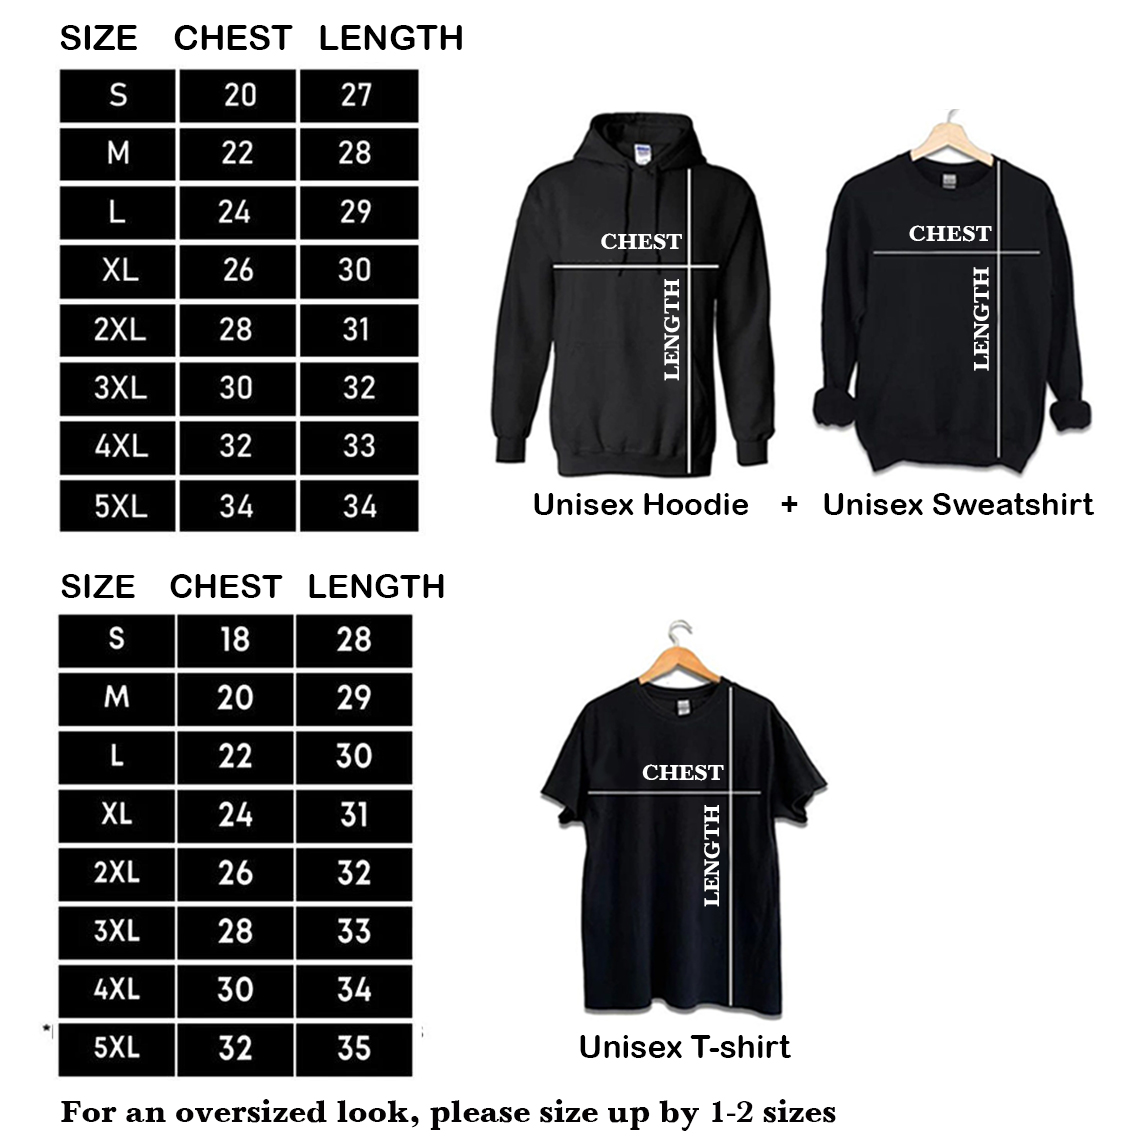 SIZE CHEST LENGTH
S 20 27
M 22 28
L 24 29
XL 26 30
2XL 28 31
3XL 30 32
4XL 32 33
5XL 34 34
CHEST
LENGTH
CHEST
LENGTH
Unisex Hoodie + Unisex Sweatshirt
SIZE CHEST LENGTH
S 18 28
M 20 29
L 22 30
XL 24 31
2XL 26 32
3XL 28 33
4XL 30 34
5XL 32 35
*
CHEST
LENGTH
Unisex T-shirt
For an oversized look, please size up by 1-2 sizes